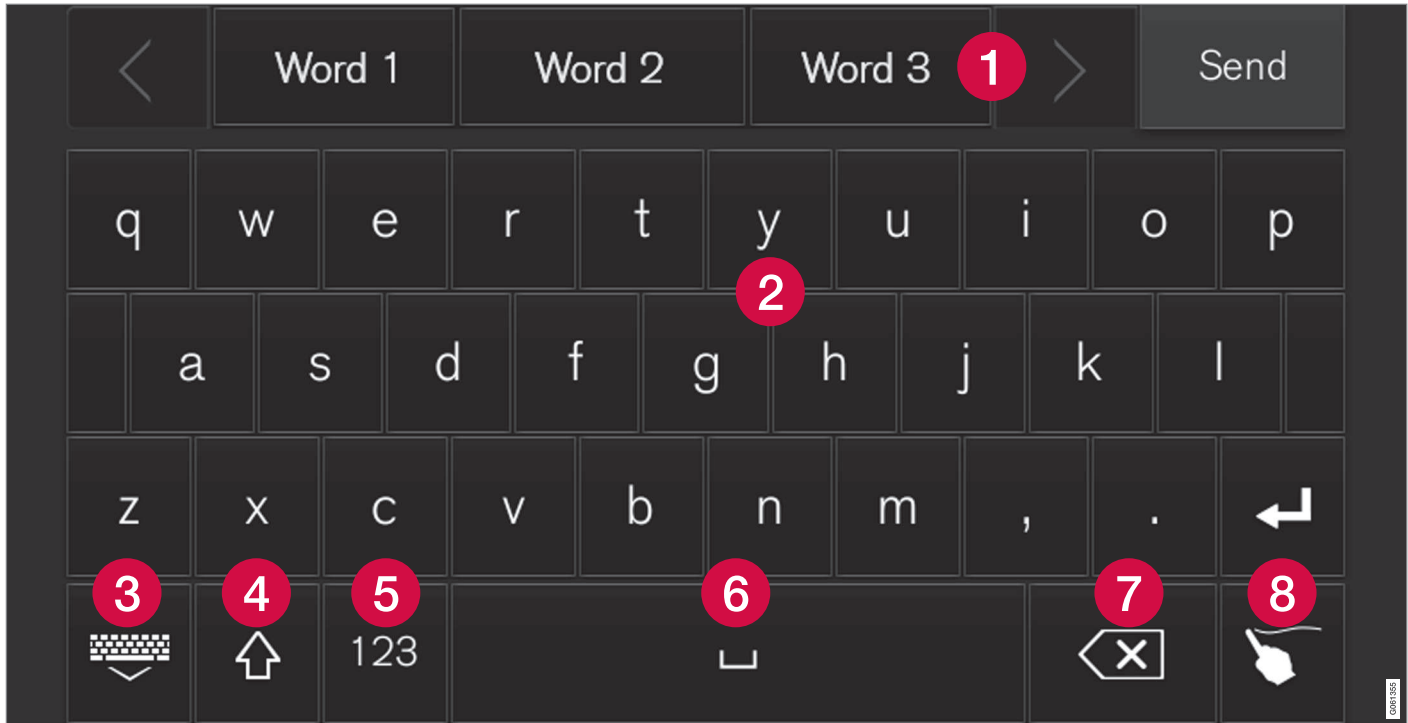 Word 1 Word 2 Word 3 1 Send
q w e r t y u i o p
2
a s d f g h j k l
z x c v b n m , .
3 4 5 6 7 8
123
G061355